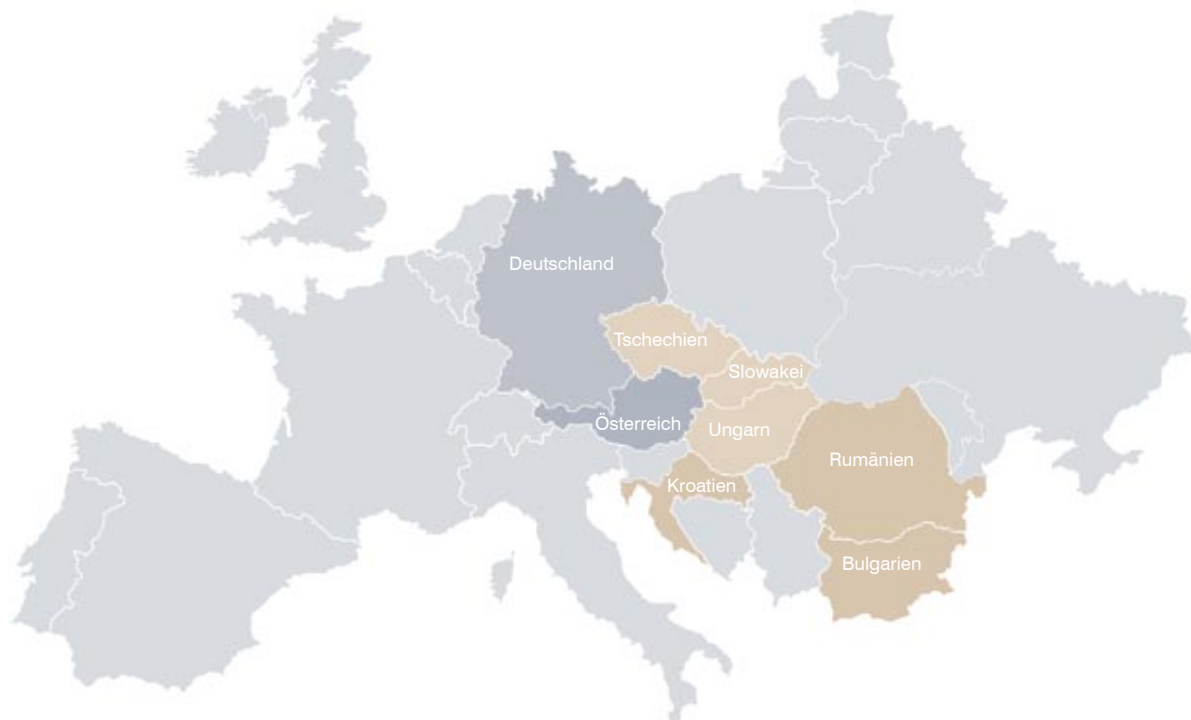 Deutschland
Tschechien
Slowakei
Österreich
Ungarn
Rumänien
Kroatien
Bulgarien